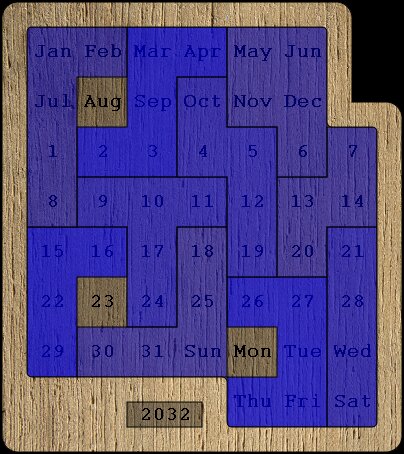 Jan Feb Mar Apr May Jun
Jul Aug Sep Oct Nov Dec
1 2 3 4 5 6 7
8 9 10 11 12 13 14
15 16 17 18 19 20 21
22 23 24 25 26 27 28
29 30 31 Sun Mon Tue Wed
Thu Fri Sat
2032